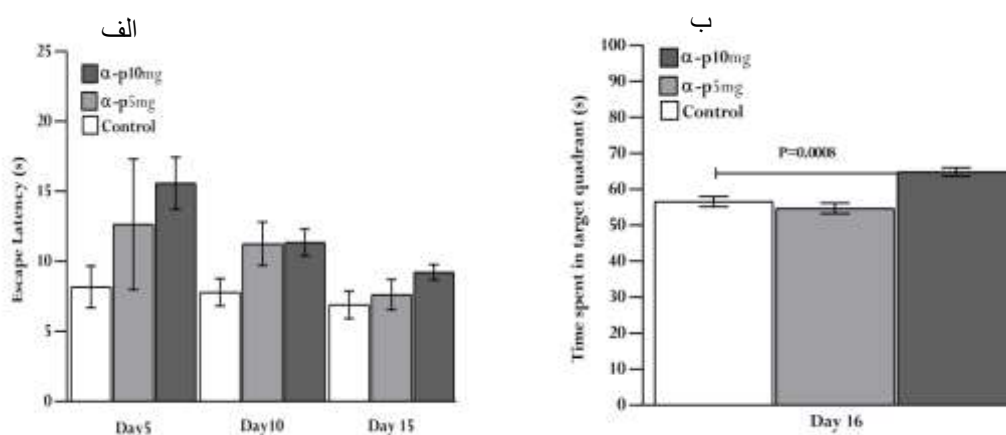 الف
25
20
15
10
5
0
Escape Latency (s)
α-p10mg
α-p5mg
Control
Day5
Day10
Day 15
ب
100
90
80
70
60
50
40
30
20
10
0
Time spent in target quadrant (s)
α-p10mg
α-p5mg
Control
P=0.0008
Day 16